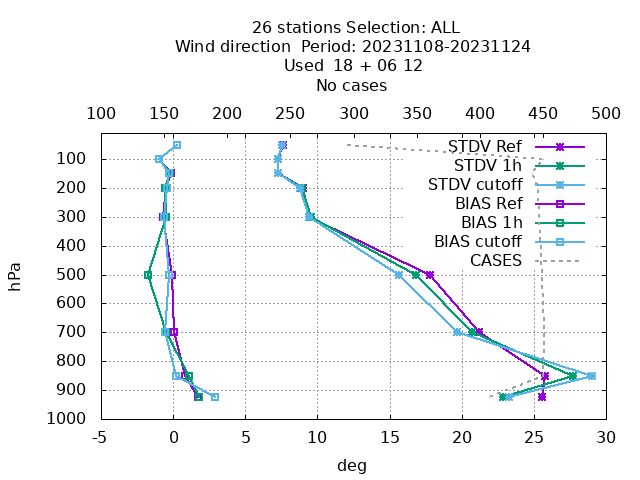 26 stations Selection: ALL
Wind direction  Period: 20231108-20231124
Used  18 + 06 12
No cases
100 150 200 250 300 350 400 450 500
STDV Ref
STDV 1h
STDV cutoff
BIAS Ref
BIAS 1h
BIAS cutoff
CASES
100
200
300
400
500
600
700
800
900
1000
hPa
-5 0 5 10 15 20 25 30
deg